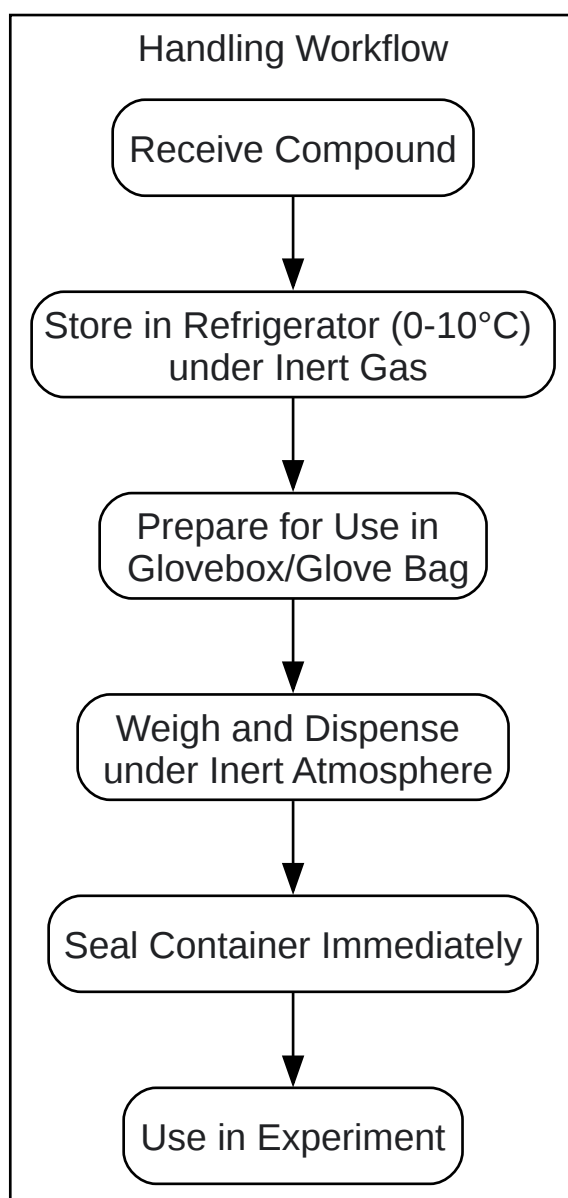 Handling Workflow
Receive Compound
Store in Refrigerator (0-10°C)
under Inert Gas
Prepare for Use in
Glovebox/Glove Bag
Weigh and Dispense
under Inert Atmosphere
Seal Container Immediately
Use in Experiment